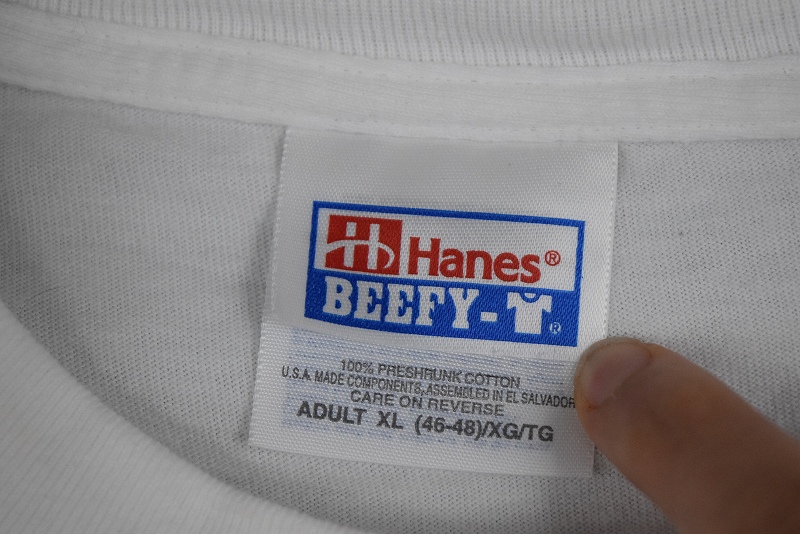 H Hanes®
BEEFY-T®
100% PRESHRUNK COTTON
U.S.A. MADE COMPONENTS, ASSEMBLED IN EL SALVADOR
CARE ON REVERSE
ADULT XL (46-48)/XG/TG